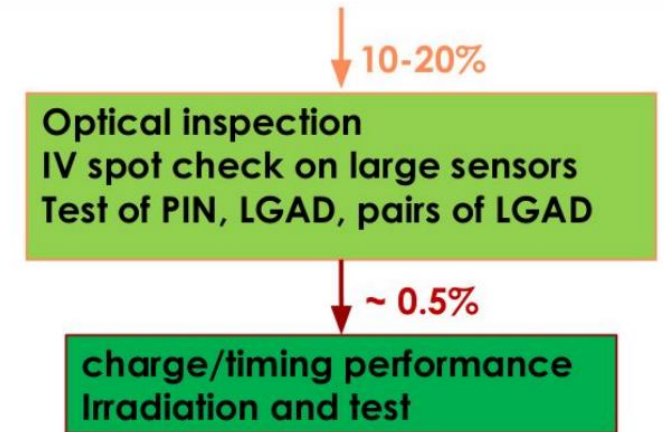 10-20%
Optical inspection
IV spot check on large sensors
Test of PIN, LGAD, pairs of LGAD
~ 0.5%
charge/timing performance
Irradiation and test